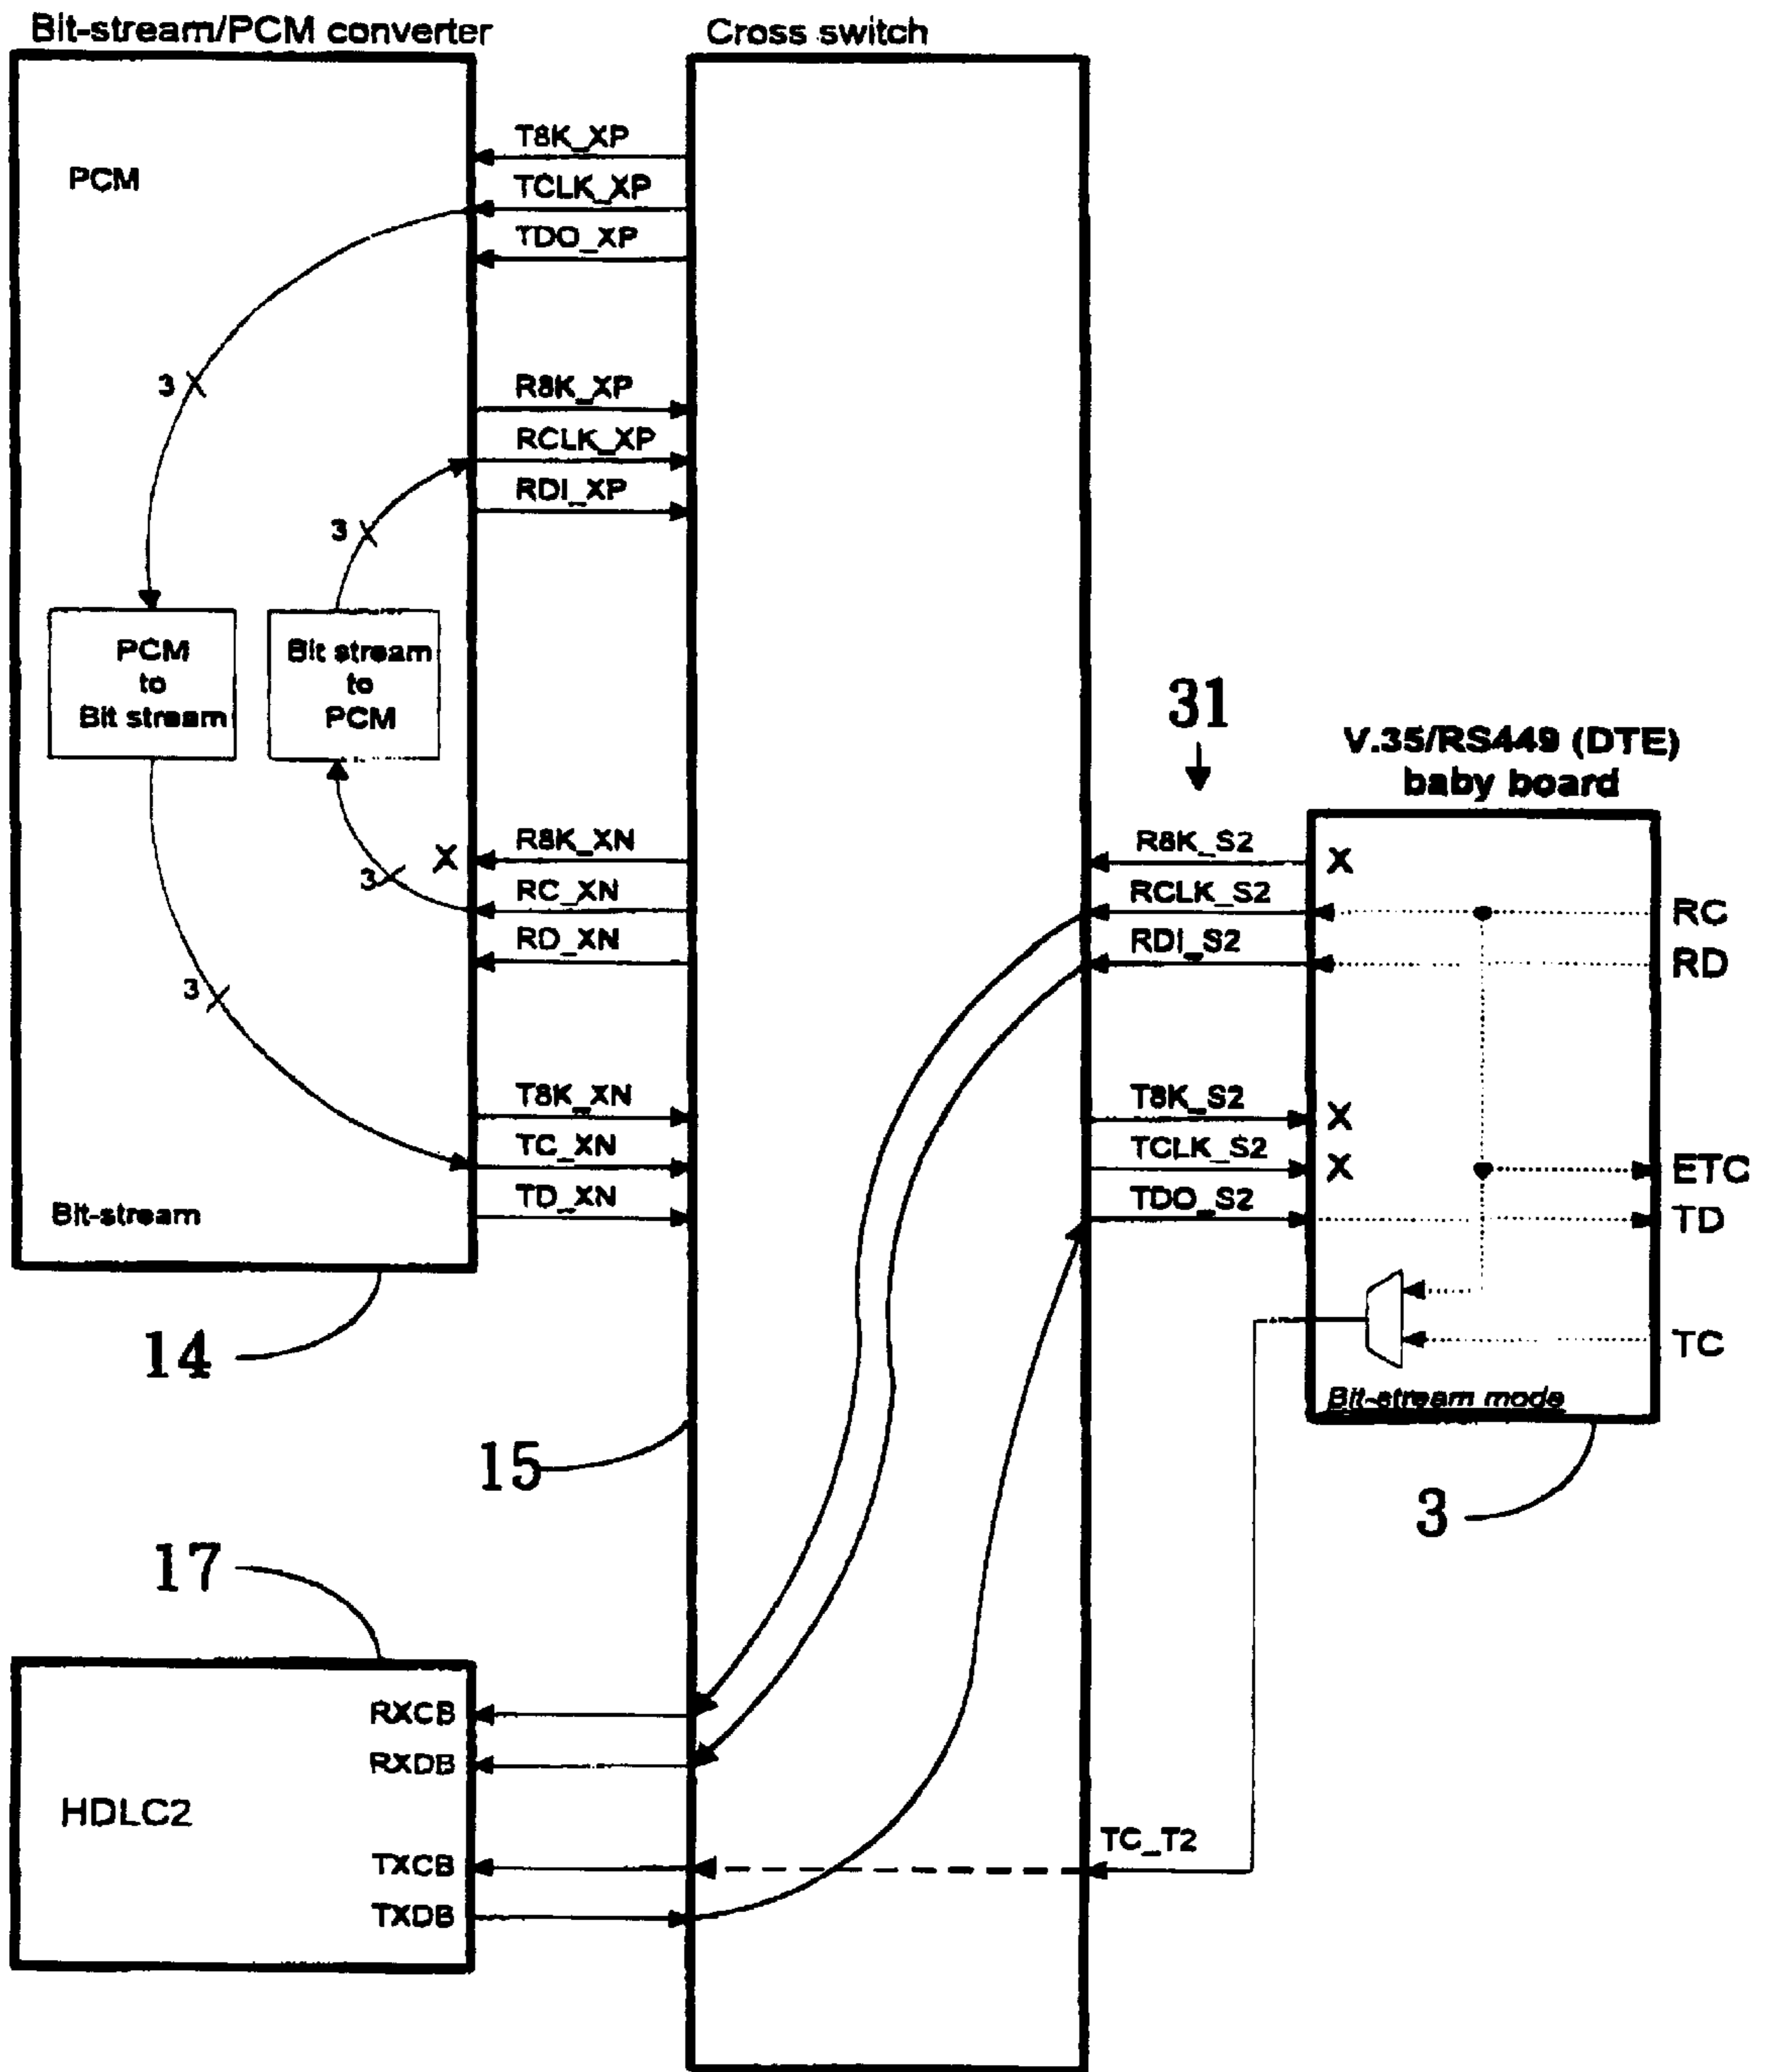 Bit-stream/PCM converter
Cross switch
PCM
T8K_XP
TCLK_XP
TDO_XP
3
R8K_XP
RCLK_XP
RDI_XP
3
PCM
to
Bit stream
Bit stream
to
PCM
31
V.35/RS449 (DTE)
baby board
X
R8K_XN
3
RC_XN
RD_XN
R8K_S2
X
RCLK_S2
RC
RDI_S2
RD
3
T8K_XN
TC_XN
TD_XN
Bit-stream
T8K_S2
X
TCLK_S2
X
ETC
TDO_S2
TD
TC
Bit-stream mode
14
15
3
17
RXCB
RXDB
HDLC2
TXCB
TXDB
TC_T2